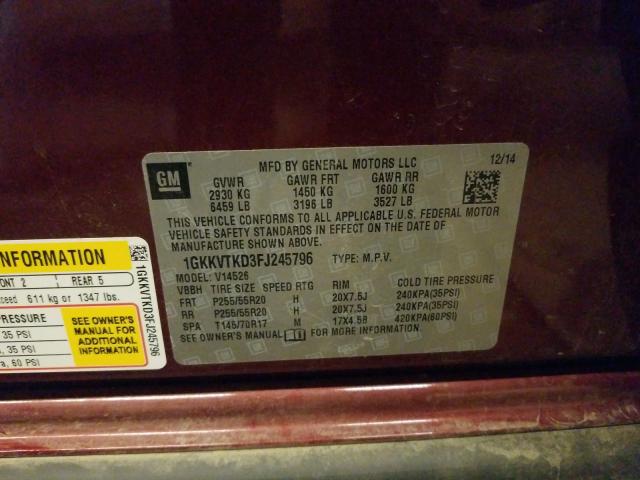 GM
MFD BY GENERAL MOTORS LLC 12/14
GVWR GAWR FRT GAWR RR
2930 KG 1450 KG 1600 KG
6459 LB 3196 LB 3527 LB
THIS VEHICLE CONFORMS TO ALL APPLICABLE U.S. FEDERAL MOTOR
VEHICLE SAFETY STANDARDS IN EFFECT ON THE DATE OF
MANUFACTURE SHOWN ABOVE.
1GKKVTKD3FJ245796 TYPE: M.P.V.
MODEL: V14526
VBBH TIRE SIZE SPEED RTG RIM COLD TIRE PRESSURE
FRT P255/55R20 H 20X7.5J 240KPA(35PSI)
RR P255/55R20 H 20X7.5J 240KPA(35PSI)
SPA T145/70R17 M 17X4.5B 420KPA(60PSI)
SEE OWNER'S MANUAL FOR MORE INFORMATION.
INFORMATION
ONT 2 REAR 5
ceed 611 kg or 1347 lbs.
PRESSURE
35 PSI
, 35 PSI
a, 60 PSI
SEE OWNER'S
MANUAL FOR
ADDITIONAL
INFORMATION
1GKKVTKD3FJ245796